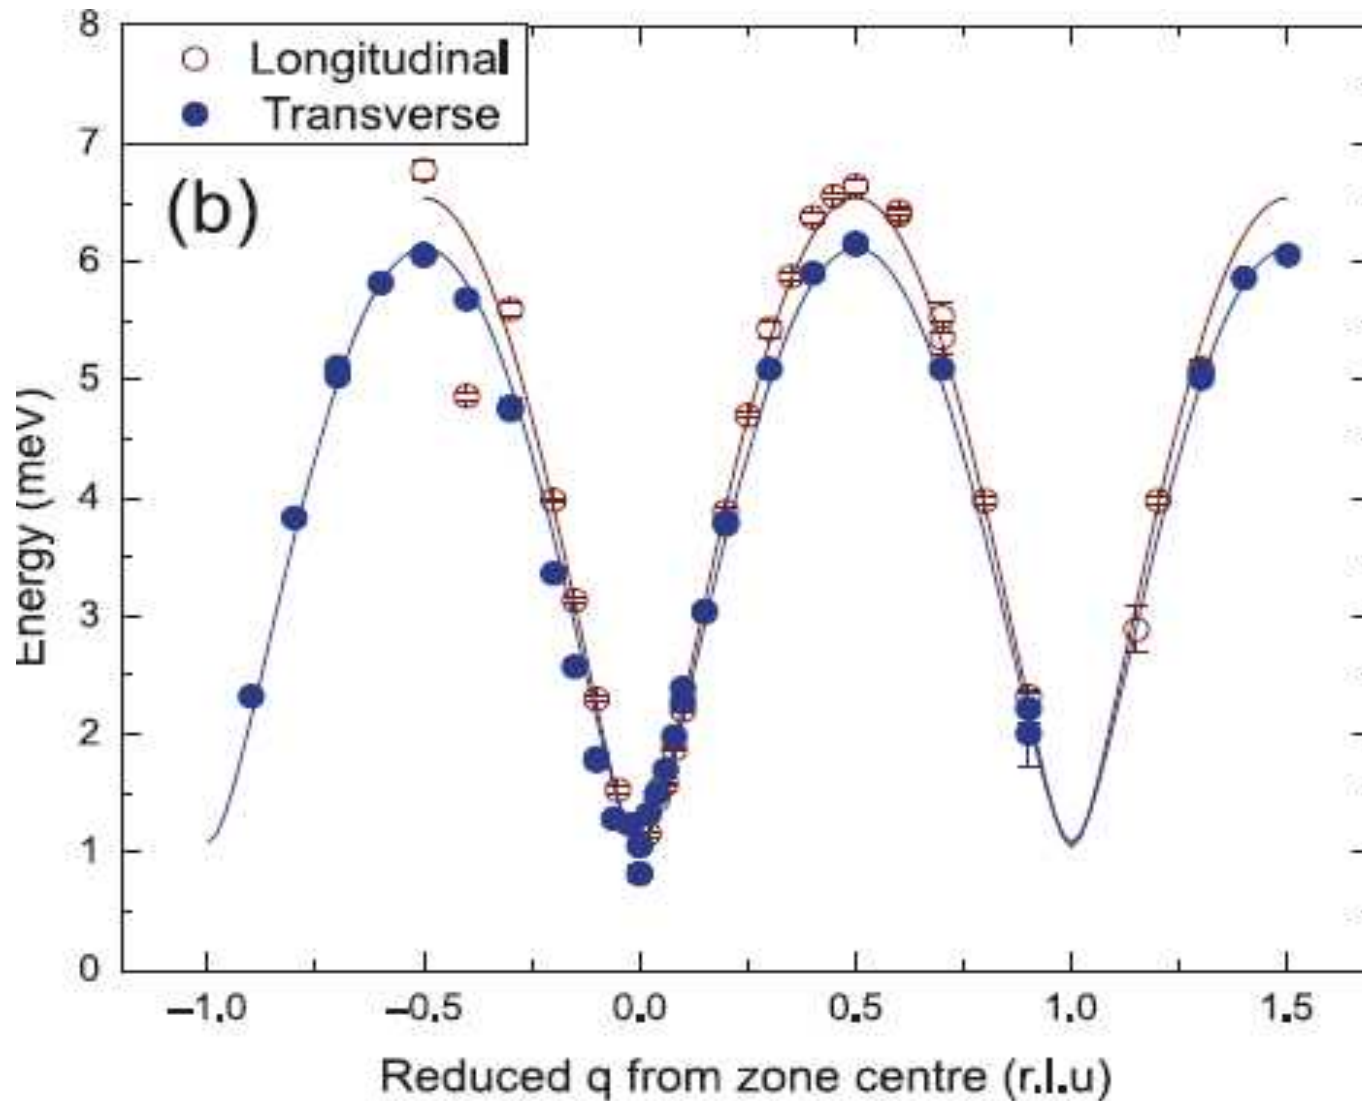 8
7
6
5
4
3
2
1
0
Energy (meV)
Longitudinal
Transverse
(b)
−1.0 −0.5 0.0 0.5 1.0 1.5
Reduced q from zone centre (r.l.u)